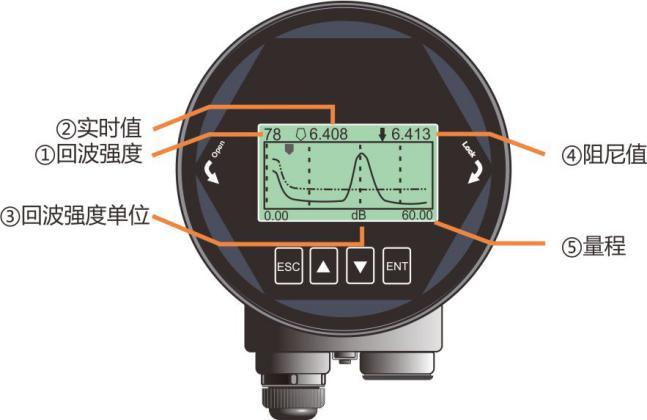 ②实时值
①回波强度
78 6.408 6.413
④阻尼值
Open
Lock
③回波强度单位
0.00 dB 60.00
⑤量程
ESC ENT